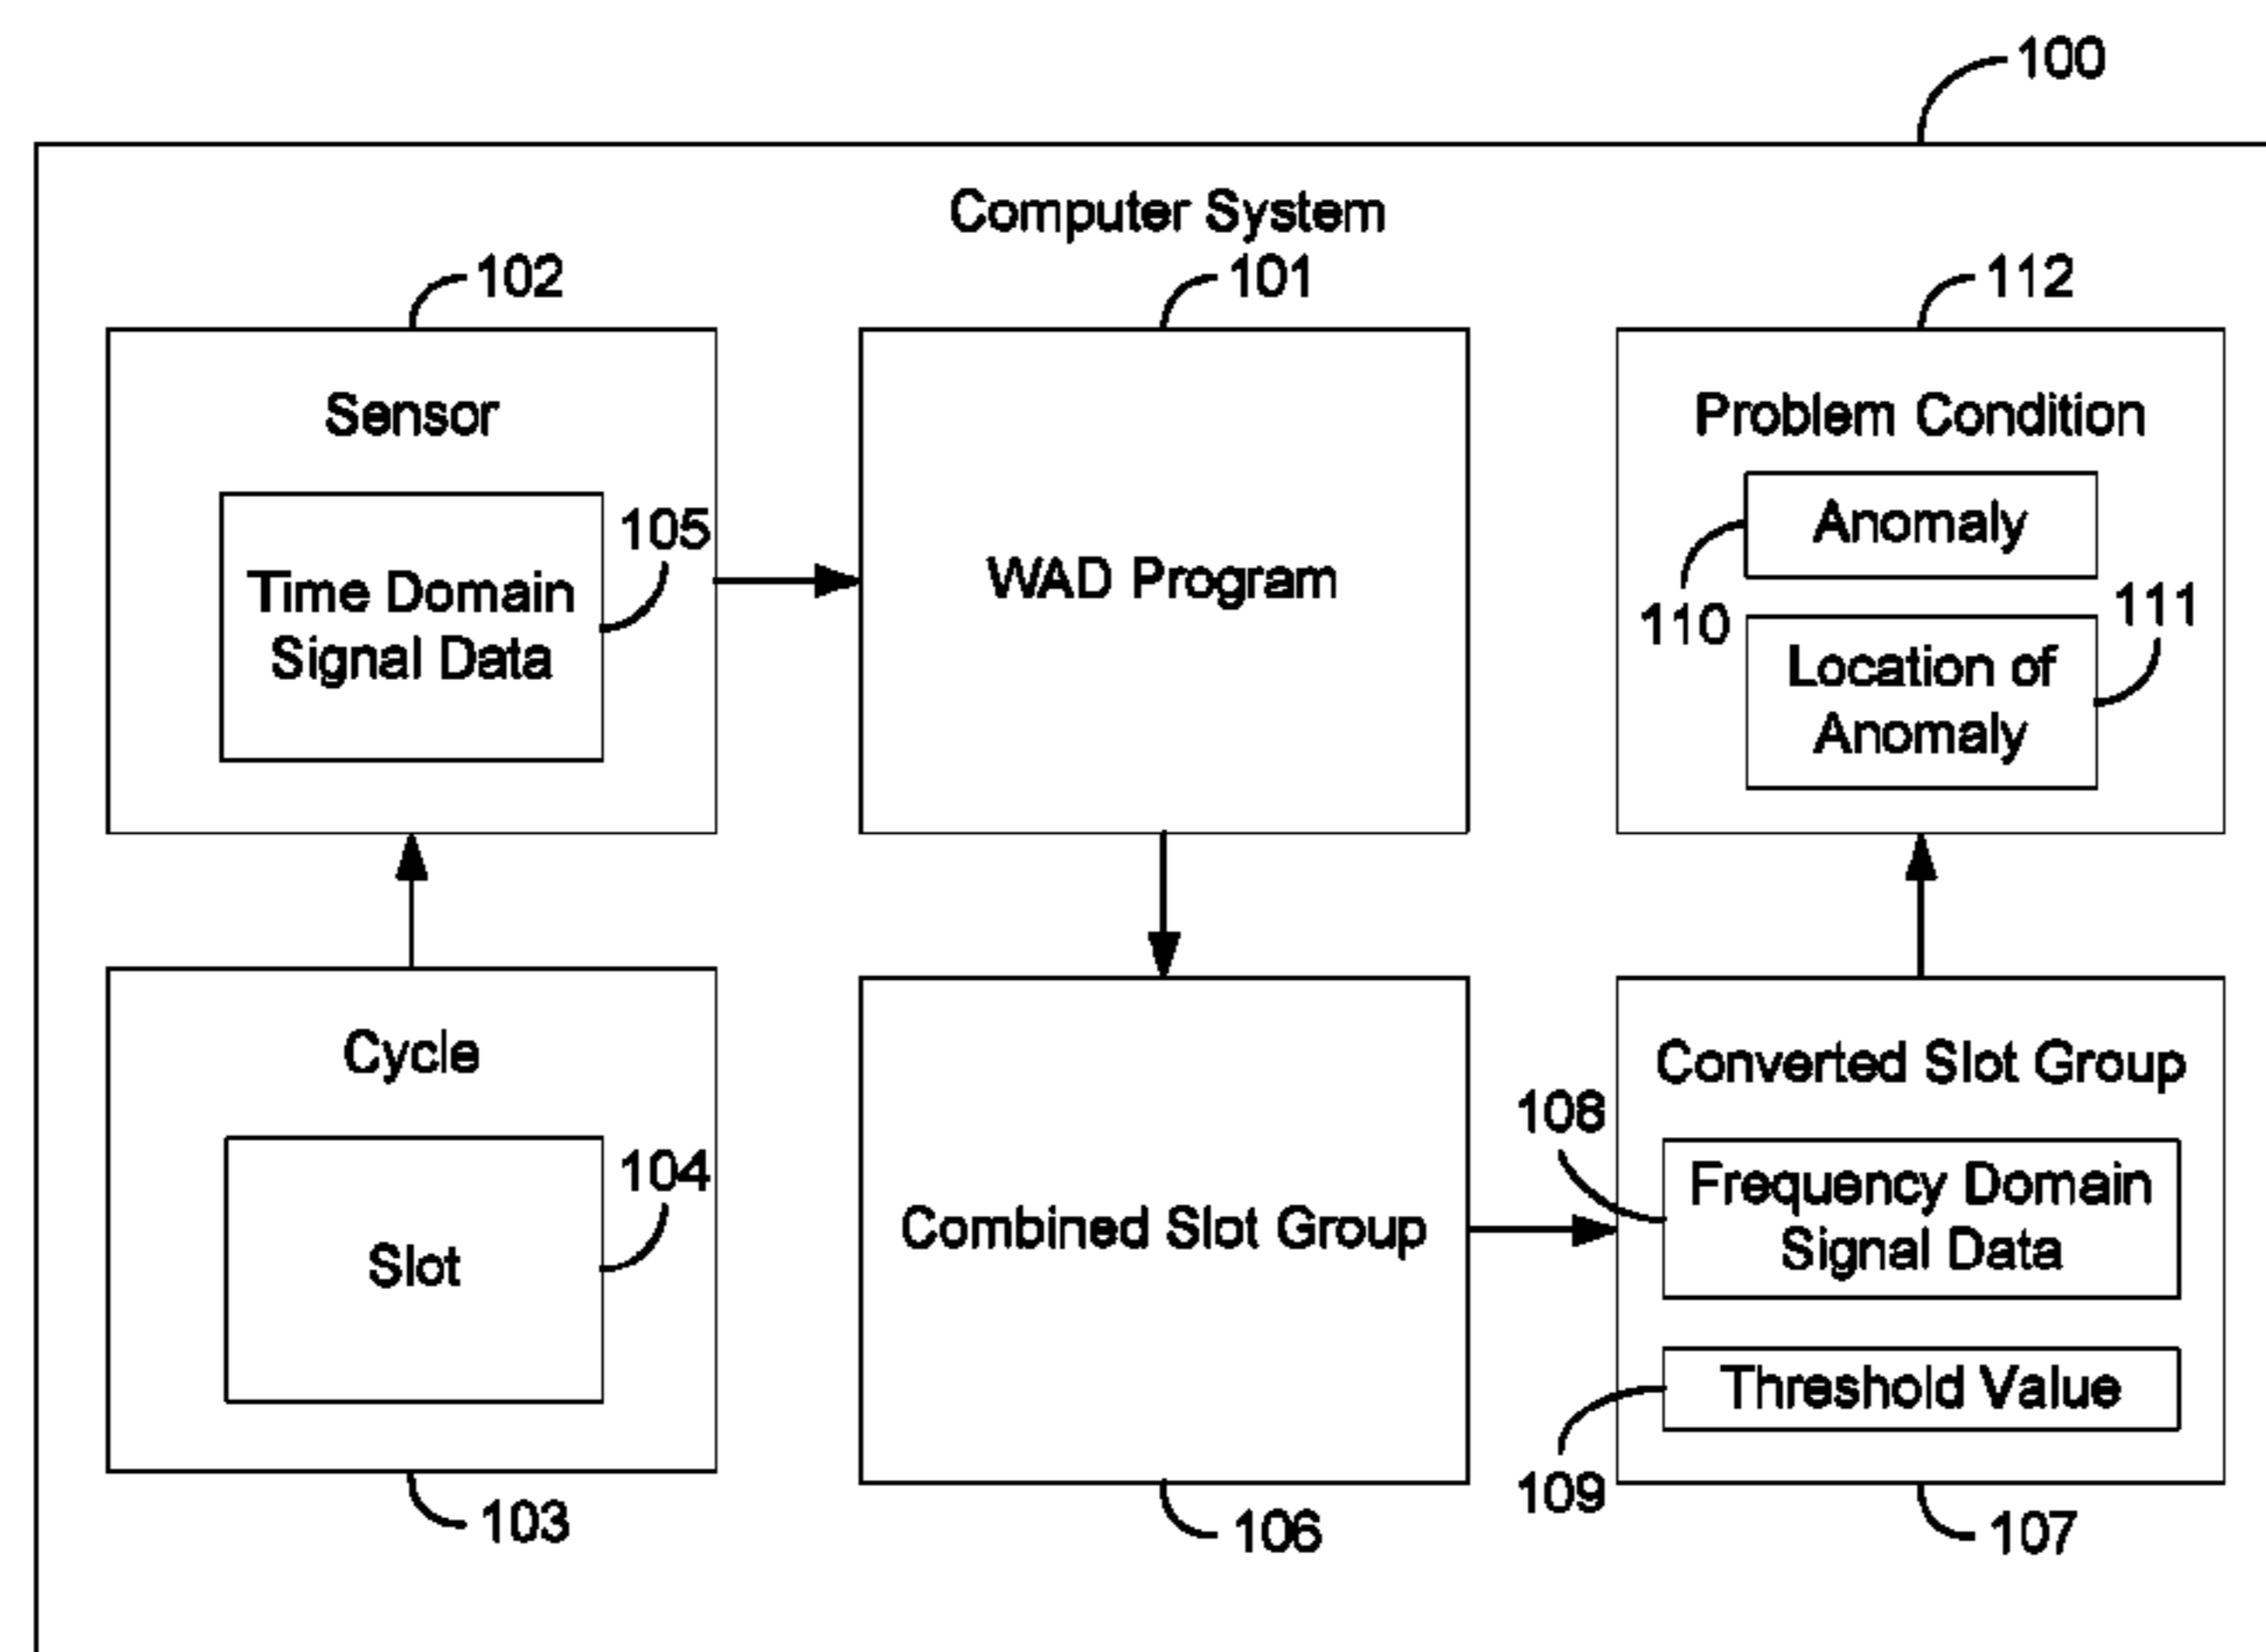 100
Computer System
102
101
112
Sensor
105
Time Domain
Signal Data
WAD Program
Problem Condition
Anomaly
110
111
Location of
Anomaly
Cycle
104
Slot
103
Combined Slot Group
106
Converted Slot Group
108
Frequency Domain
Signal Data
Threshold Value
109
107